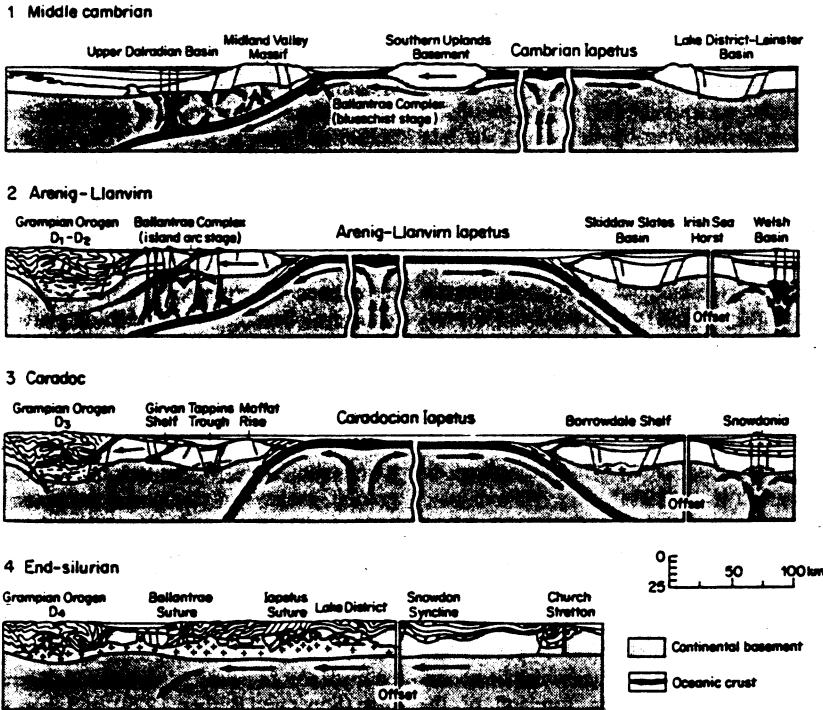 1 Middle cambrian
Upper Dalradian Basin
Midland Valley
Massif
Southern Uplands
Basement
Cambrian Iapetus
Lake District-Leinster
Basin
Ballantrae Complex
(blueschist stage)
2 Arenig-Llanvirn
Grampian Orogen
D1-D2
Ballantrae Complex
(island arc stage)
Arenig-Llanvirn Iapetus
Skiddaw Slates
Basin
Irish Sea
Horst
Welsh
Basin
Offset
3 Caradoc
Grampian Orogen
D3
Girvan
Shelf
Tappins
Trough
Moffat
Rise
Caradocian Iapetus
Borrowdale Shelf
Snowdonia
Offset
4 End-silurian
Grampian Orogen
D4
Ballantrae
Suture
Iapetus
Suture
Lake District
Snowdon
Syncline
Church
Stretton
Offset
0
25
50
100 km
Continental basement
Oceanic crust